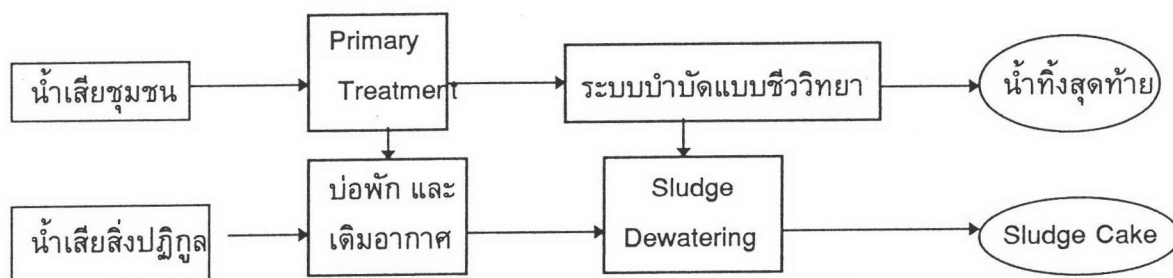 Primary
Treatment
น้ำเสียชุมชน
ระบบบำบัดแบบชีววิทยา
น้ำทิ้งสุดท้าย
บ่อพัก และ
เดิมอากาศ
น้ำเสียสิ่งปฏิกูล
Sludge
Dewatering
Sludge Cake